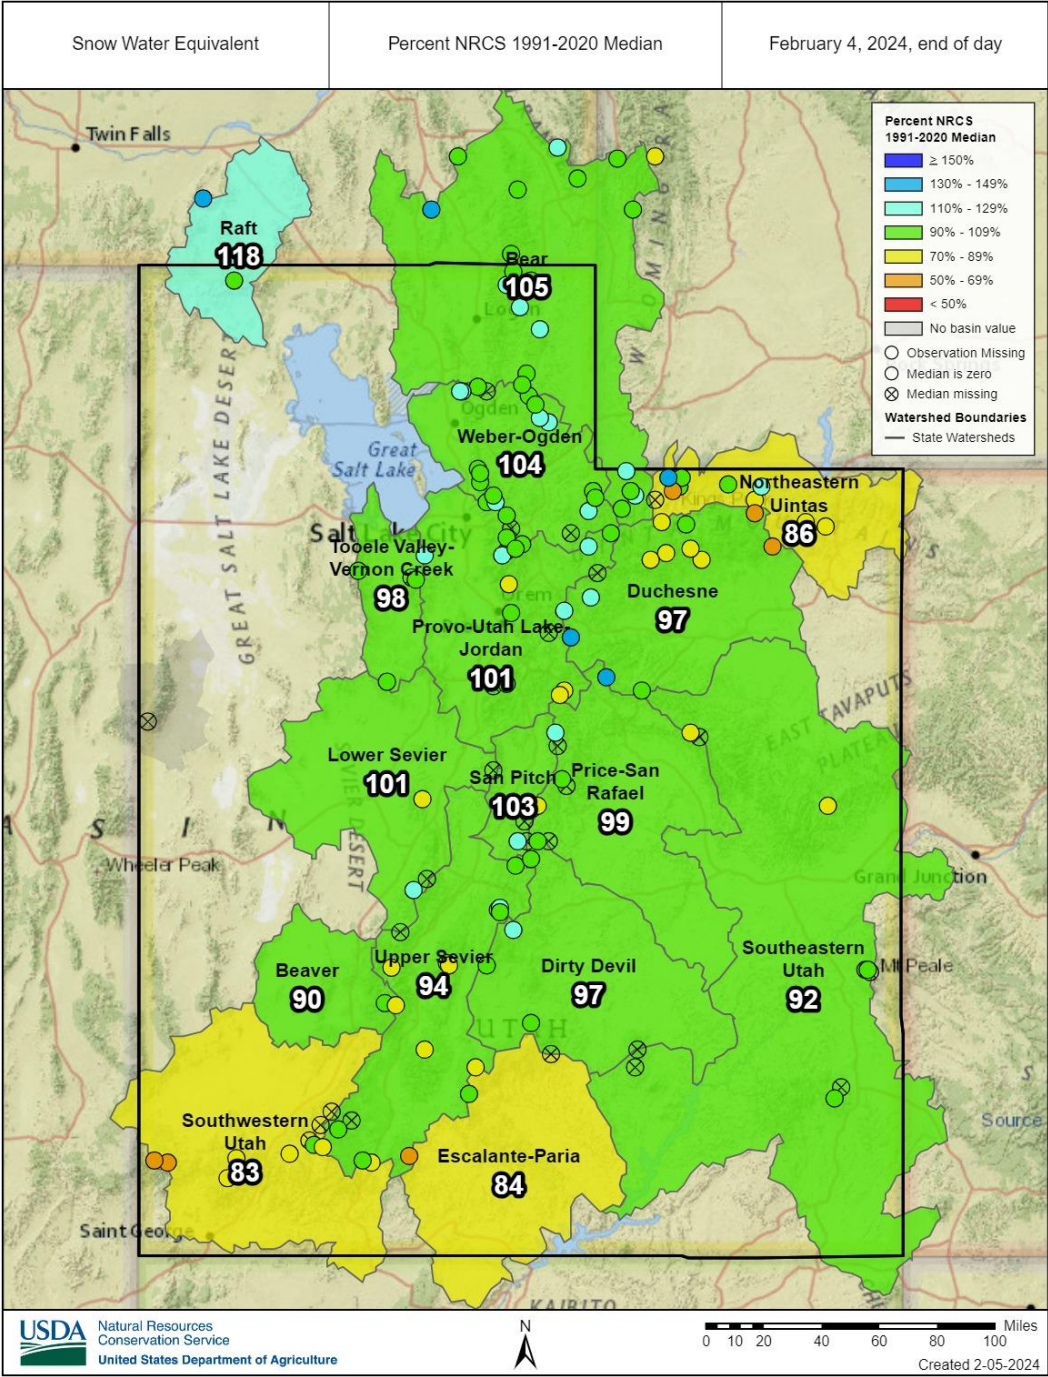 Snow Water Equivalent
Percent NRCS 1991-2020 Median
February 4, 2024, end of day
Percent NRCS
1991-2020 Median
≥ 150%
130% - 149%
110% - 129%
90% - 109%
70% - 89%
50% - 69%
< 50%
No basin value
Observation Missing
Median is zero
Median missing
Watershed Boundaries
State Watersheds
Twin Falls
Raft
118
Bear
105
Logan
WYOMING
Ogden
Weber-Ogden
104
Great
Salt Lake
GREAT SALT LAKE DESERT
Salt Lake City
Northeastern
Uintas
86
Kings
Tooele Valley-
Vernon Creek
98
Orem
Duchesne
97
Provo-Utah Lake-
Jordan
101
EAST TAVAPUTS
PLATEAU
Lower Sevier
101
SEVIER DESERT
San Pitch
103
Price-San
Rafael
99
A S I N
Wheeler Peak
Grand Junction
Upper Sevier
94
Beaver
90
Dirty Devil
97
Southeastern
Utah
92
Mt Peale
UTAH
S
Source
Southwestern
Utah
83
Escalante-Paria
84
Saint George
KAIBITO
USDA
Natural Resources
Conservation Service
United States Department of Agriculture
N
0 10 20 40 60 80 100 Miles
Created 2-05-2024